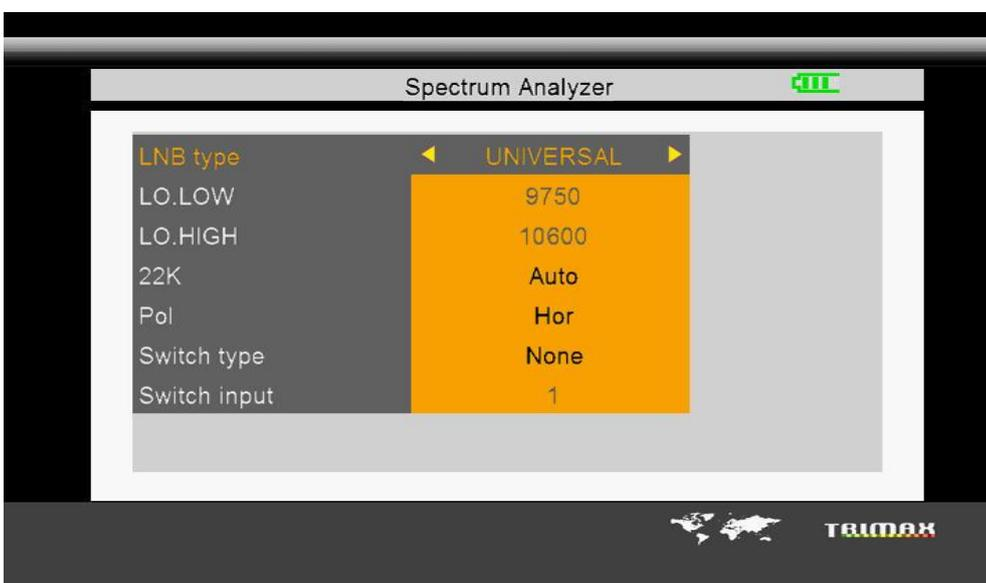 Spectrum Analyzer
LNB type UNIVERSAL
LO.LOW 9750
LO.HIGH 10600
22K Auto
Pol Hor
Switch type None
Switch input 1
TRIMAX